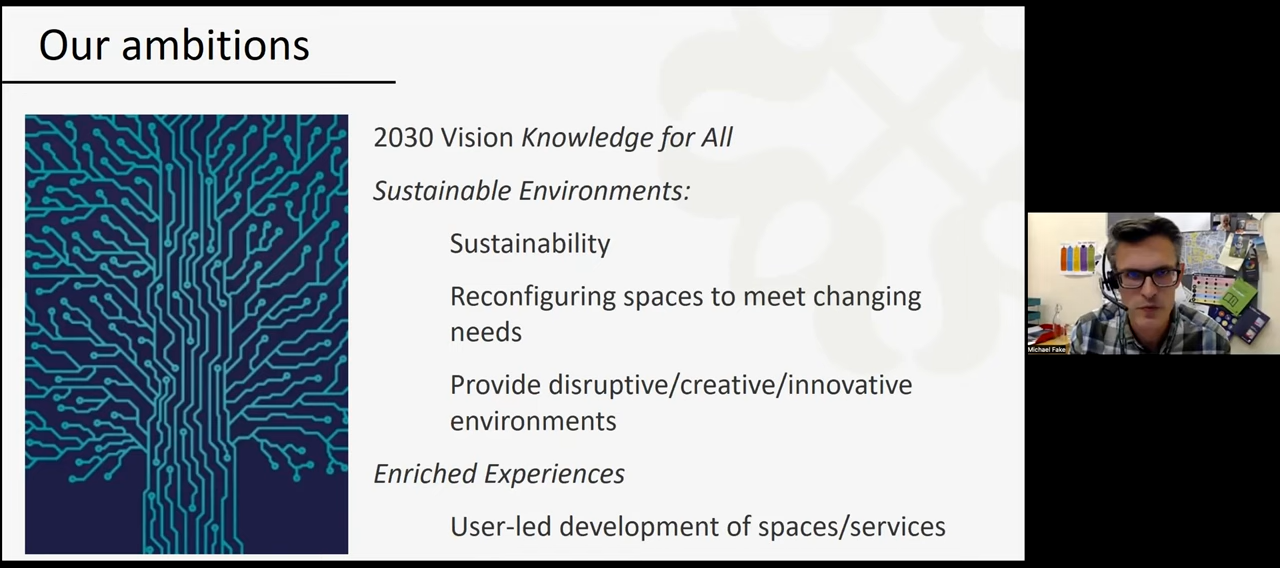 Our ambitions
2030 Vision Knowledge for All
Sustainable Environments:
Sustainability
Reconfiguring spaces to meet changing
needs
Provide disruptive/creative/innovative
environments
Enriched Experiences
User-led development of spaces/services
Michael Fake